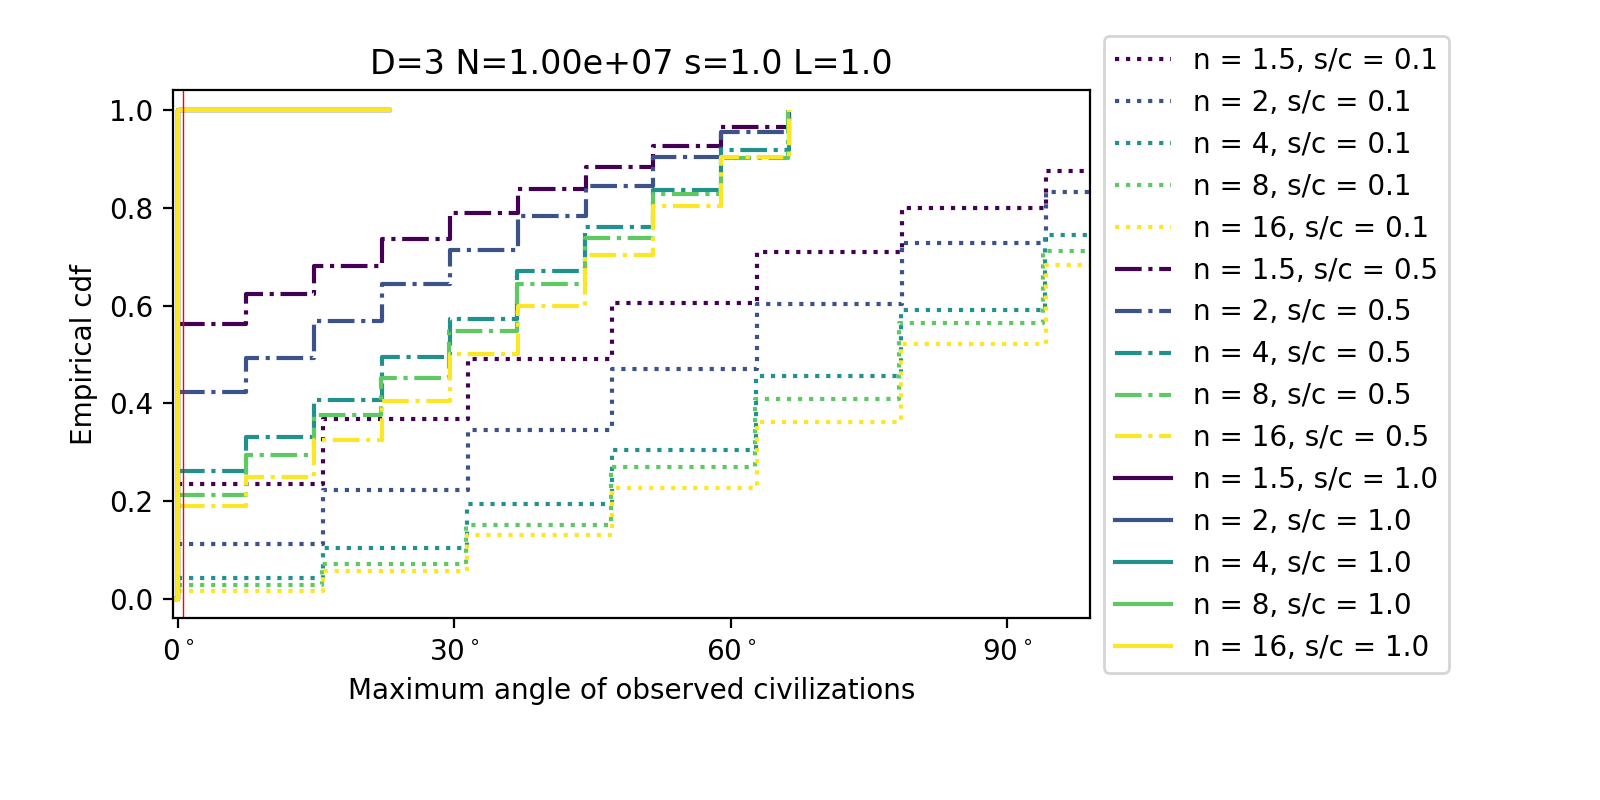 D=3 N=1.00e+07 s=1.0 L=1.0
1.0
0.8
0.6
0.4
0.2
0.0
Empirical cdf
0° 30° 60° 90°
Maximum angle of observed civilizations
n = 1.5, s/c = 0.1
n = 2, s/c = 0.1
n = 4, s/c = 0.1
n = 8, s/c = 0.1
n = 16, s/c = 0.1
n = 1.5, s/c = 0.5
n = 2, s/c = 0.5
n = 4, s/c = 0.5
n = 8, s/c = 0.5
n = 16, s/c = 0.5
n = 1.5, s/c = 1.0
n = 2, s/c = 1.0
n = 4, s/c = 1.0
n = 8, s/c = 1.0
n = 16, s/c = 1.0